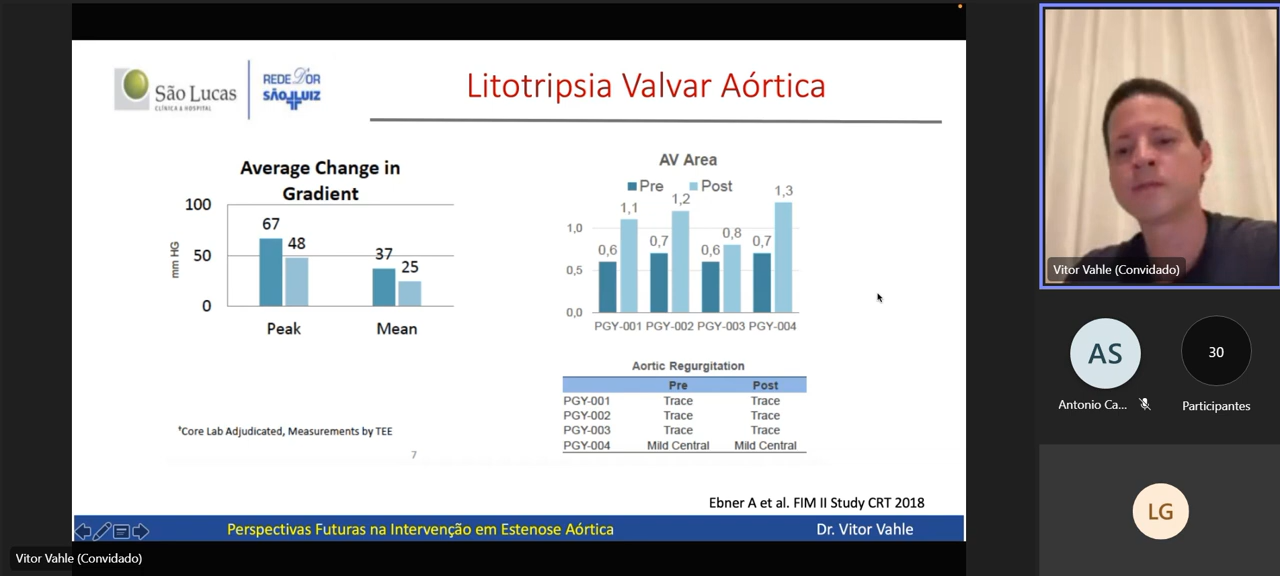 São Lucas
CLÍNICA & HOSPITAL
REDE D'OR
SÃO LUIZ
Litotripsia Valvar Aórtica
Average Change in
Gradient
100
50
0
mm HG
67
48
37
25
Peak
Mean
AV Area
Pre
Post
1,0
0,5
0,0
0,6
1,1
0,7
1,2
0,6
0,8
0,7
1,3
PGY-001 PGY-002 PGY-003 PGY-004
Aortic Regurgitation
Pre Post
PGY-001 Trace Trace
PGY-002 Trace Trace
PGY-003 Trace Trace
PGY-004 Mild Central Mild Central
†Core Lab Adjudicated, Measurements by TEE
7
Ebner A et al. FIM II Study CRT 2018
Perspectivas Futuras na Intervenção em Estenose Aórtica
Dr. Vitor Vahle
Vitor Vahle (Convidado)
Vitor Vahle (Convidado)
AS
30
Antonio Ca...
Participantes
LG